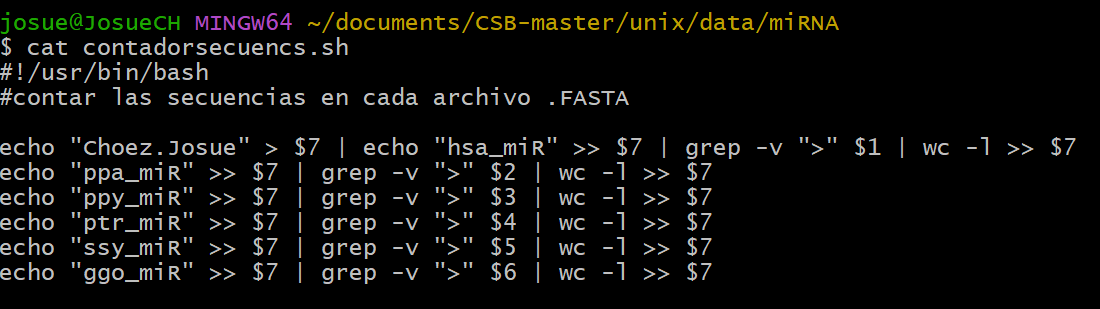 josue@JosueCH MINGW64 ~/documents/CSB-master/unix/data/miRNA
$ cat contadorsecuencs.sh
#!/usr/bin/bash
#contar las secuencias en cada archivo .FASTA
echo "Choez.Josue" > $7 | echo "hsa_miR" >> $7 | grep -v ">" $1 | wc -l >> $7
echo "ppa_miR" >> $7 | grep -v ">" $2 | wc -l >> $7
echo "ppy_miR" >> $7 | grep -v ">" $3 | wc -l >> $7
echo "ptr_miR" >> $7 | grep -v ">" $4 | wc -l >> $7
echo "ssy_miR" >> $7 | grep -v ">" $5 | wc -l >> $7
echo "ggo_miR" >> $7 | grep -v ">" $6 | wc -l >> $7